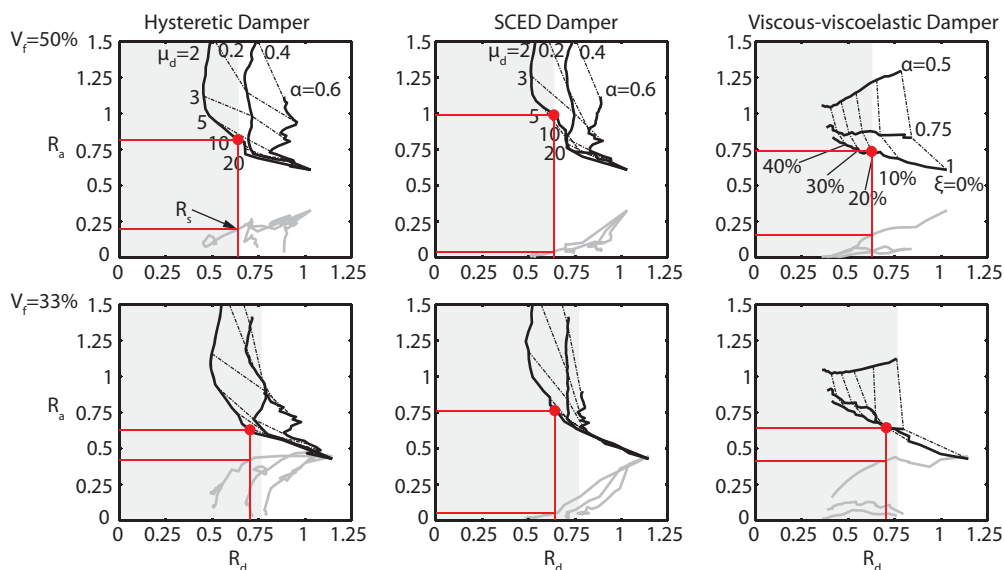 Hysteretic Damper SCED Damper Viscous-viscoelastic Damper
V_f=50%
1.5 1.25 1 0.75 0.5 0.25 0
R_a
μ_d=2 0.2 0.4
3
α=0.6
5
10
20
R_s
0 0.25 0.5 0.75 1 1.25
1.5 1.25 1 0.75 0.5 0.25 0
μ_d=2 0.2 0.4
3
α=0.6
5
10
20
0 0.25 0.5 0.75 1 1.25
1.5 1.25 1 0.75 0.5 0.25 0
α=0.5
0.75
1
40% 30% 20% 10% ξ=0%
0 0.25 0.5 0.75 1 1.25
V_f=33%
1.5 1.25 1 0.75 0.5 0.25 0
R_a
0 0.25 0.5 0.75 1 1.25
R_d
1.5 1.25 1 0.75 0.5 0.25 0
0 0.25 0.5 0.75 1 1.25
R_d
1.5 1.25 1 0.75 0.5 0.25 0
0 0.25 0.5 0.75 1 1.25
R_d